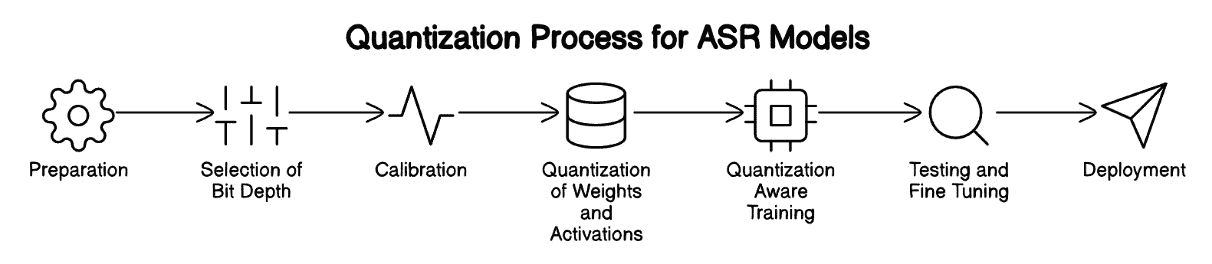 Quantization Process for ASR Models
Preparation
Selection of
Bit Depth
Calibration
Quantization
of Weights
and
Activations
Quantization
Aware
Training
Testing and
Fine Tuning
Deployment